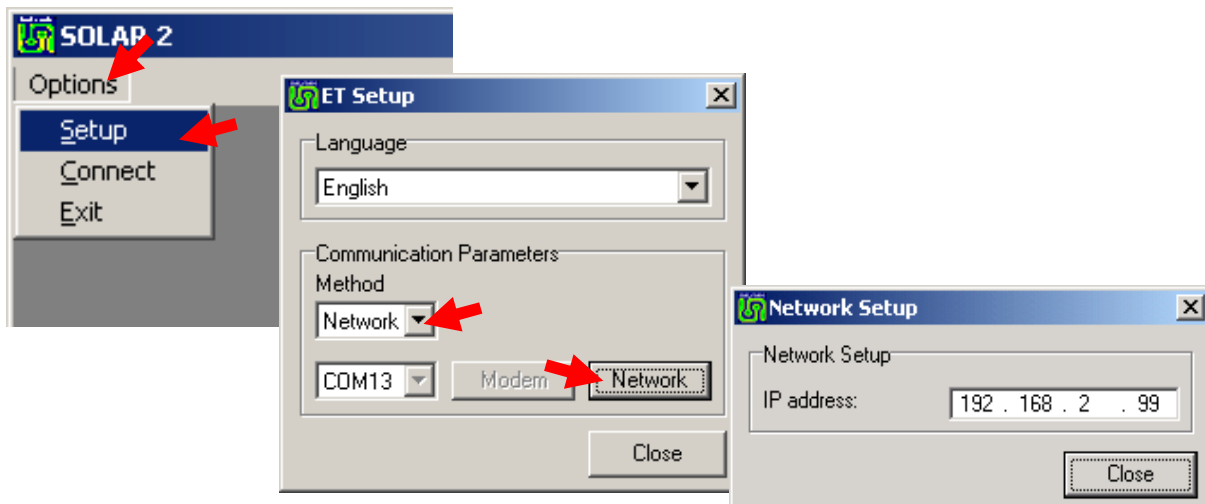 SOLAR 2
Options
Setup
Connect
Exit
ET Setup
Language
English
Communication Parameters
Method
Network
COM13 Modem Network
Close
Network Setup
Network Setup
IP address: 192 . 168 . 2 . 99
Close